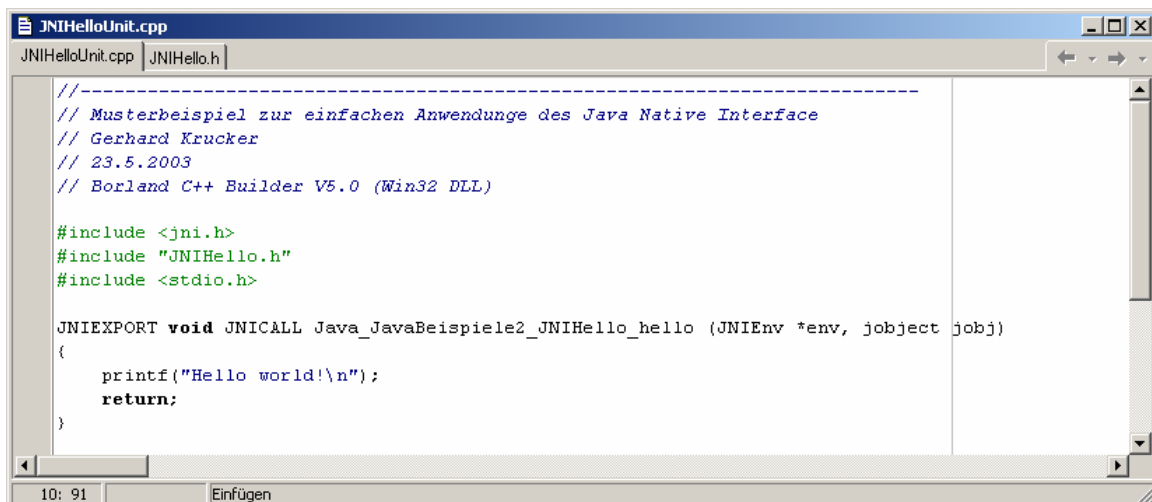 JNIHelloUnit.cpp
JNIHelloUnit.cpp JNIHello.h
//---------------------------------------------------------------------------
// Musterbeispiel zur einfachen Anwendunge des Java Native Interface
// Gerhard Krucker
// 23.5.2003
// Borland C++ Builder V5.0 (Win32 DLL)
#include <jni.h>
#include "JNIHello.h"
#include <stdio.h>
JNIEXPORT void JNICALL Java_JavaBeispiele2_JNIHello_hello (JNIEnv *env, jobject jobj)
{
    printf("Hello world!\n");
    return;
}
10: 91 Einfügen